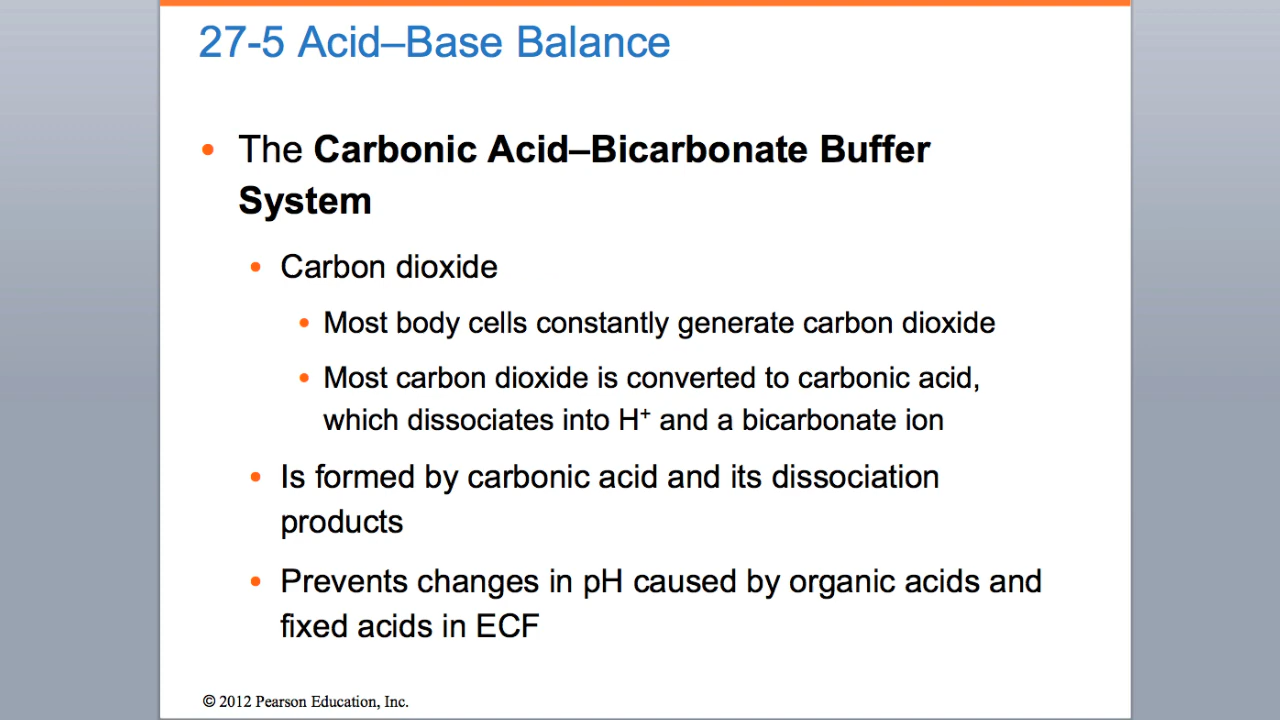 27-5 Acid–Base Balance
• The Carbonic Acid–Bicarbonate Buffer
System
• Carbon dioxide
• Most body cells constantly generate carbon dioxide
• Most carbon dioxide is converted to carbonic acid,
which dissociates into H⁺ and a bicarbonate ion
• Is formed by carbonic acid and its dissociation
products
• Prevents changes in pH caused by organic acids and
fixed acids in ECF
© 2012 Pearson Education, Inc.